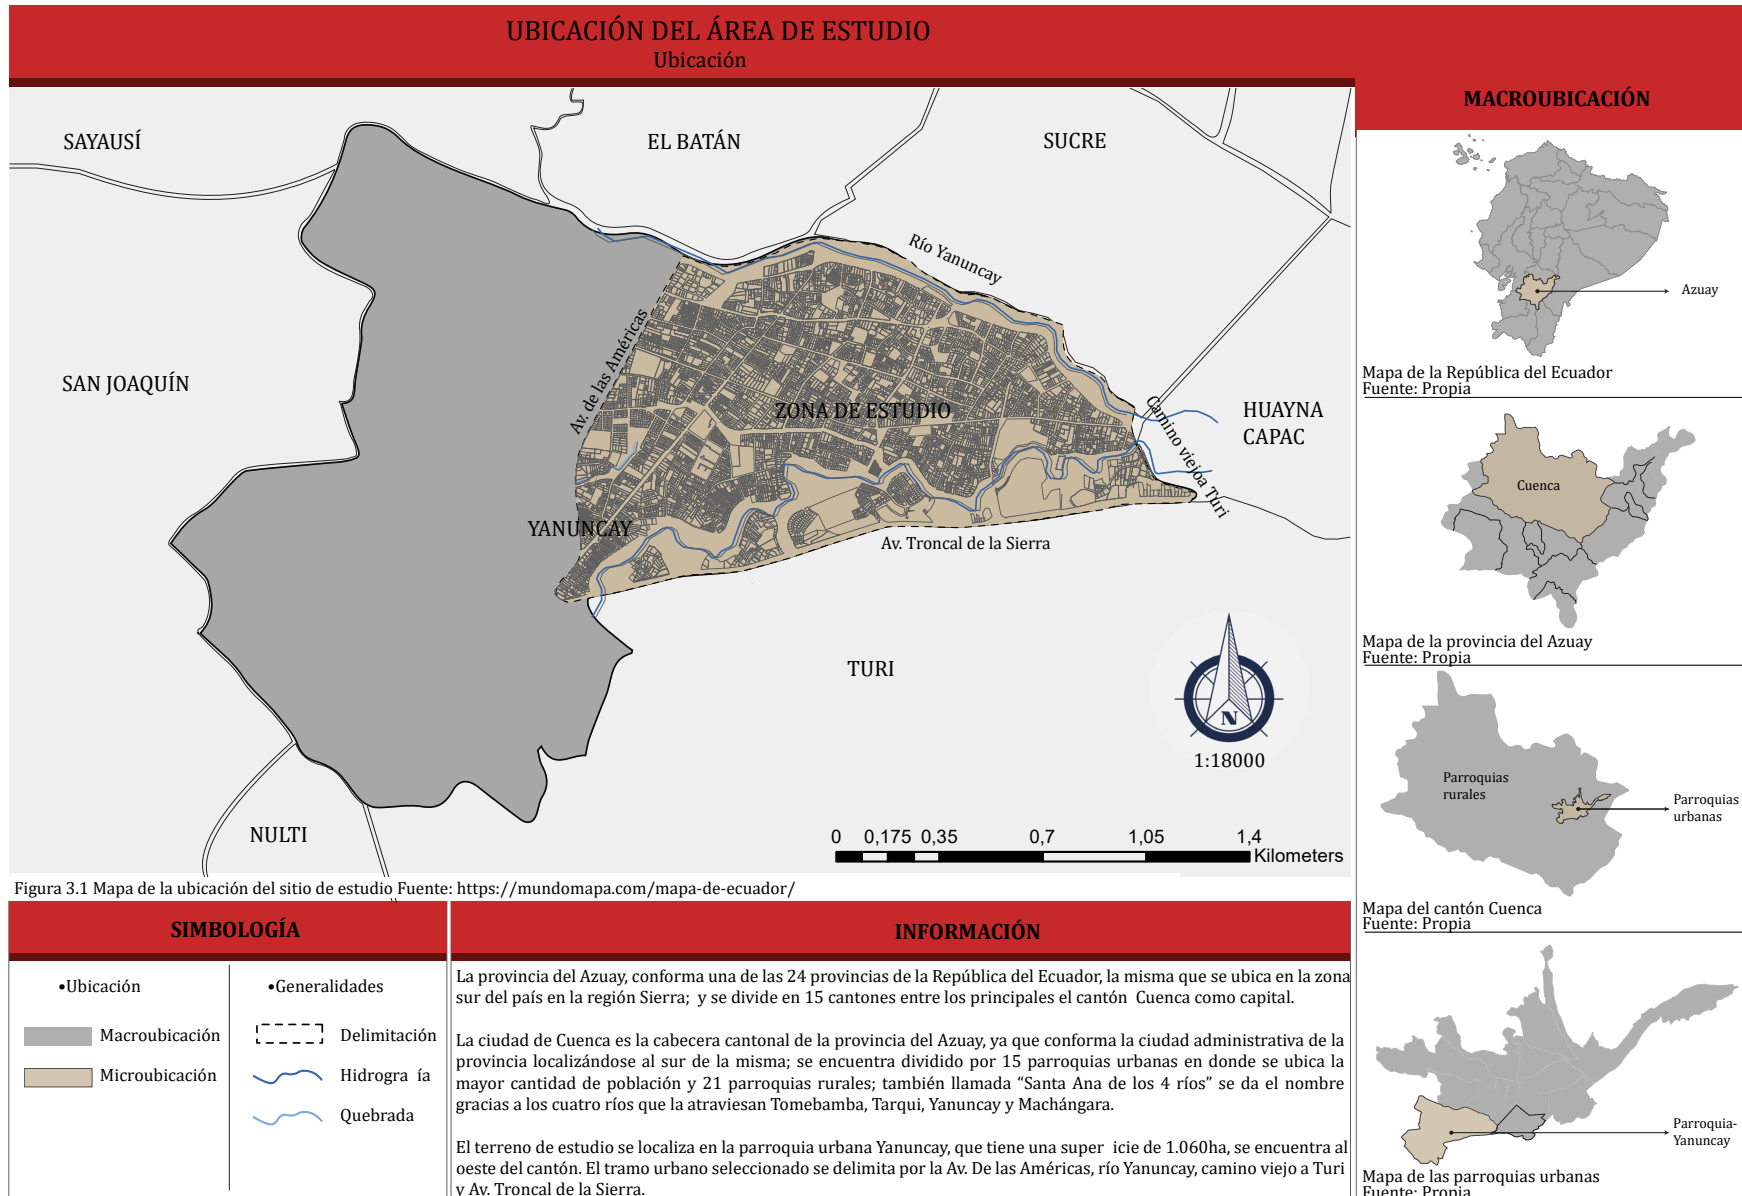 UBICACIÓN DEL ÁREA DE ESTUDIO
Ubicación
MACROUBICACIÓN
SAYAUSÍ
EL BATÁN
SUCRE
Río Yanuncay
Av. de las Américas
SAN JOAQUÍN
ZONA DE ESTUDIO
Camino viejoa Turi
HUAYNA
CAPAC
YANUNCAY
Av. Troncal de la Sierra
TURI
N
1:18000
NULTI
0 0,175 0,35 0,7 1,05 1,4
Kilometers
Azuay
Mapa de la República del Ecuador
Fuente: Propia
Cuenca
Mapa de la provincia del Azuay
Fuente: Propia
Parroquias
rurales
Parroquias
urbanas
Mapa del cantón Cuenca
Fuente: Propia
Parroquia-
Yanuncay
Mapa de las parroquias urbanas
Fuente: Propia
Figura 3.1 Mapa de la ubicación del sitio de estudio Fuente: https://mundomapa.com/mapa-de-ecuador/
SIMBOLOGÍA
•Ubicación
Macroubicación
Microubicación
•Generalidades
Delimitación
Hidrogra ía
Quebrada
INFORMACIÓN
La provincia del Azuay, conforma una de las 24 provincias de la República del Ecuador, la misma que se ubica en la zona
sur del país en la región Sierra; y se divide en 15 cantones entre los principales el cantón Cuenca como capital.
La ciudad de Cuenca es la cabecera cantonal de la provincia del Azuay, ya que conforma la ciudad administrativa de la
provincia localizándose al sur de la misma; se encuentra dividido por 15 parroquias urbanas en donde se ubica la
mayor cantidad de población y 21 parroquias rurales; también llamada “Santa Ana de los 4 ríos” se da el nombre
gracias a los cuatro ríos que la atraviesan Tomebamba, Tarqui, Yanuncay y Machángara.
El terreno de estudio se localiza en la parroquia urbana Yanuncay, que tiene una super icie de 1.060ha, se encuentra al
oeste del cantón. El tramo urbano seleccionado se delimita por la Av. De las Américas, río Yanuncay, camino viejo a Turi
y Av. Troncal de la Sierra.